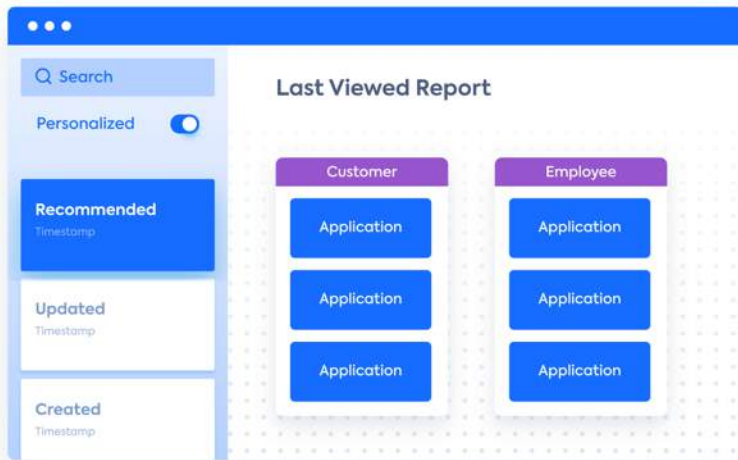 Search
Personalized
Recommended
Timestamp
Updated
Timestamp
Created
Timestamp
Last Viewed Report
Customer
Application
Application
Application
Employee
Application
Application
Application